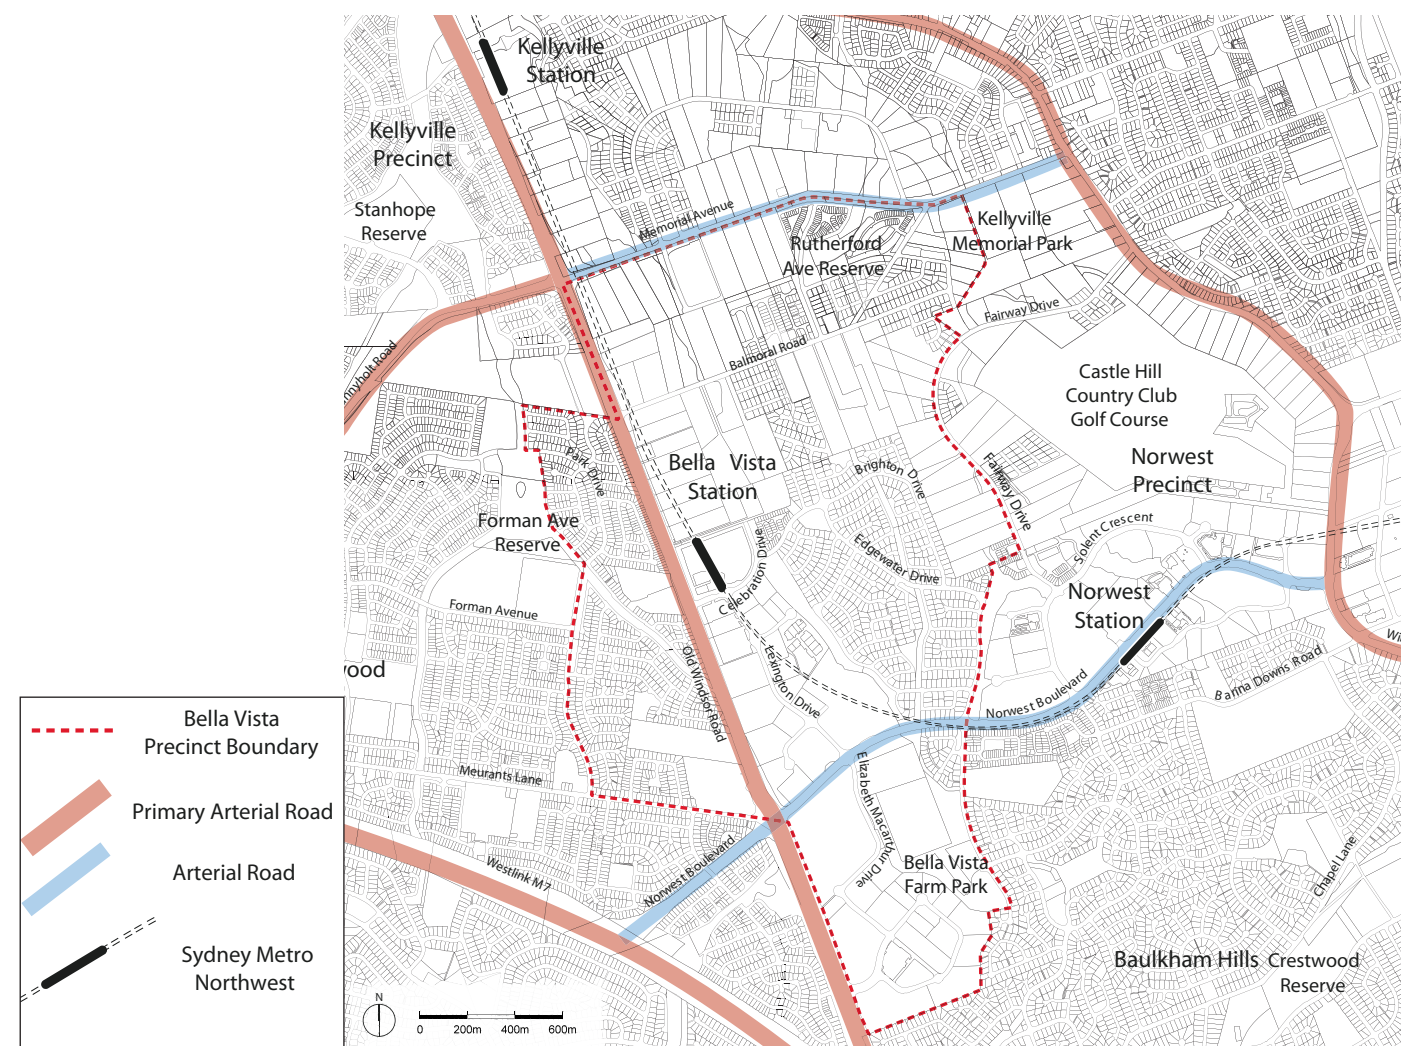 Kellyville
Station
Kellyville
Precinct
Stanhope
Reserve
Memorial Avenue
Rutherford
Ave Reserve
Kellyville
Memorial Park
Fairway Drive
Balmoral Road
nnyholt Road
Castle Hill
Country Club
Golf Course
Norwest
Precinct
Bella Vista
Station
Park Drive
Brighton Drive
Fairway Drive
Forman Ave
Reserve
Solent Crescent
Edgewater Drive
Celebration Drive
Norwest
Station
Forman Avenue
wood
Old Windsor Road
Lexington Drive
Norwest Boulevard
Barina Downs Road
Wi
Meurants Lane
Elizabeth Macarthur Drive
Westlink M7
Norwest Boulevard
Bella Vista
Farm Park
Chapel Lane
Baulkham Hills
Crestwood
Reserve
Bella Vista
Precinct Boundary
Primary Arterial Road
Arterial Road
Sydney Metro
Northwest
N
0 200m 400m 600m